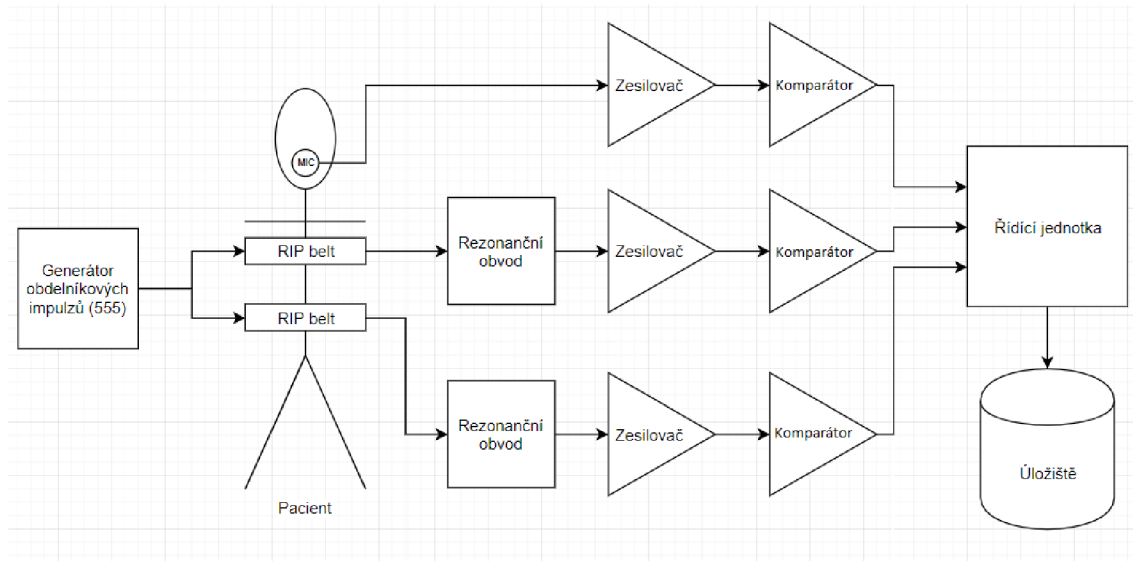 Zesilovač
Komparátor
MIC
Generátor
obdelníkových
impulzů (555)
RIP belt
Rezonanční
obvod
Zesilovač
Komparátor
Řídící jednotka
RIP belt
Rezonanční
obvod
Zesilovač
Komparátor
Úložiště
Pacient